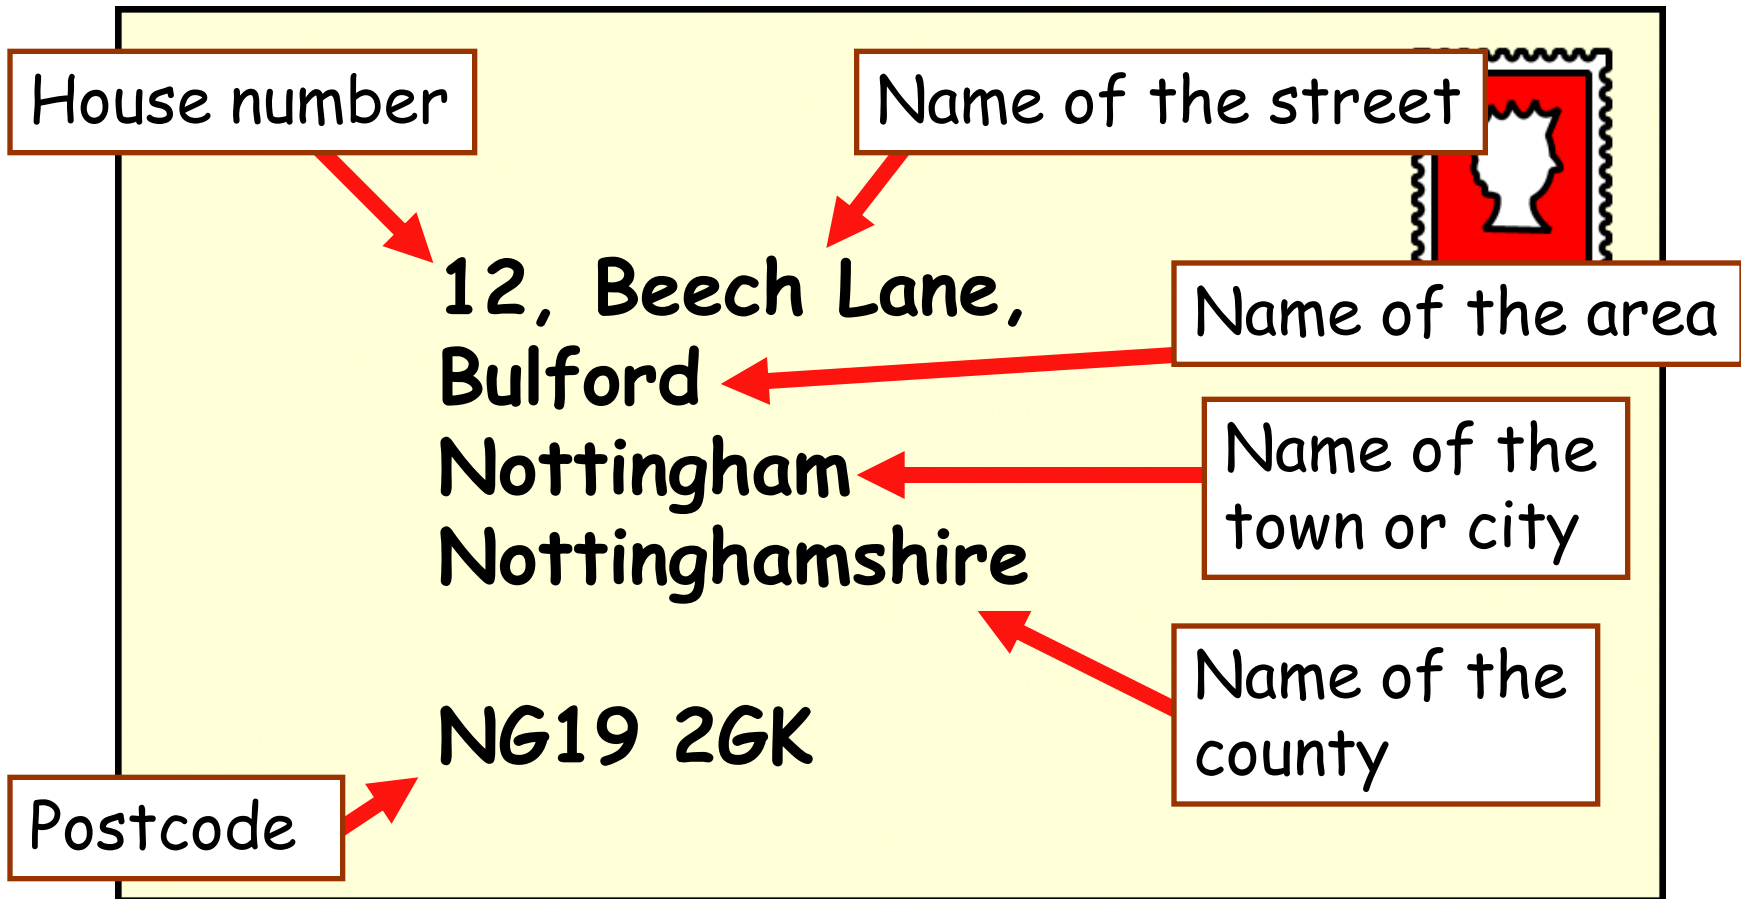 House number
Name of the street
12, Beech Lane,
Name of the area
Bulford
Name of the
town or city
Nottingham
Nottinghamshire
Name of the
county
NG19 2GK
Postcode